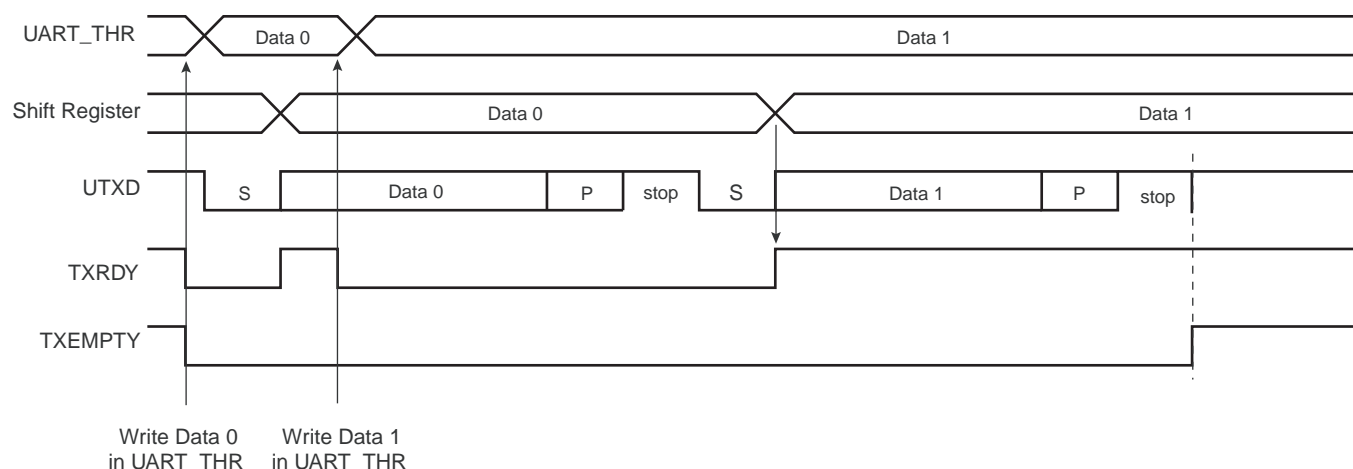 UART_THR Data 0 Data 1
Shift Register Data 0 Data 1
UTXD S Data 0 P stop S Data 1 P stop
TXRDY
TXEMPTY
Write Data 0 Write Data 1
in UART_THR in UART_THR